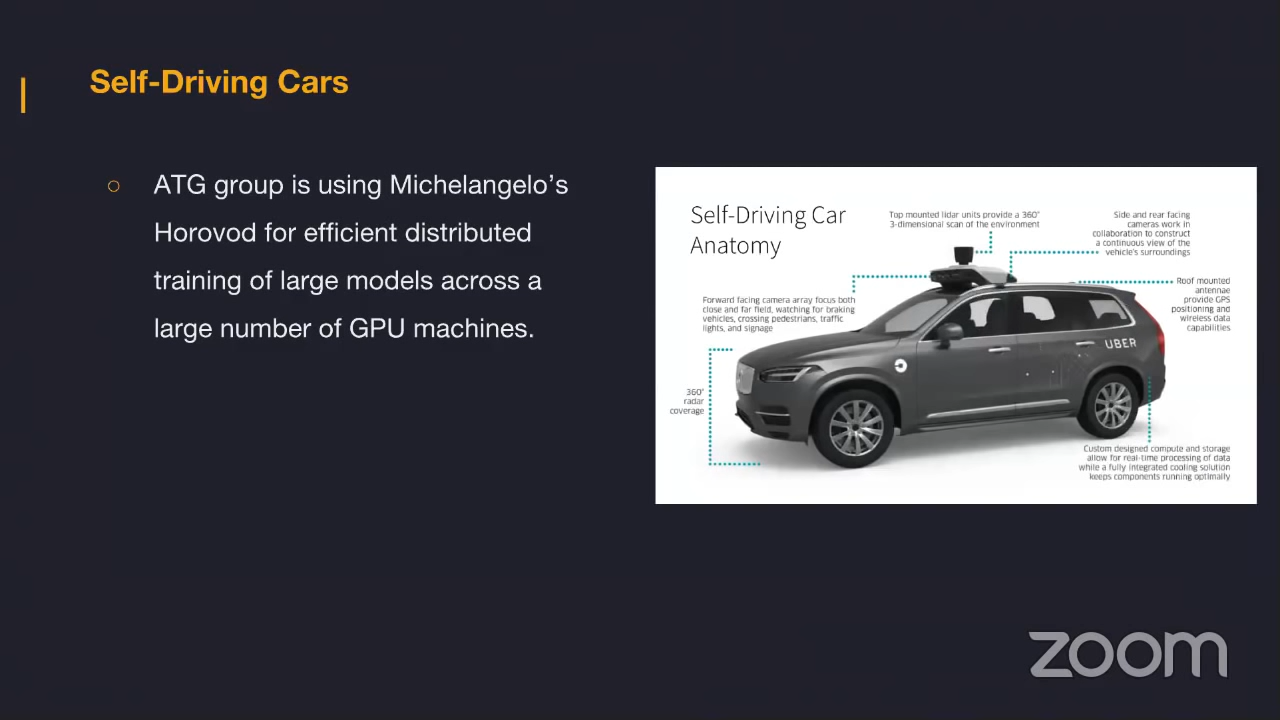 Self-Driving Cars
ATG group is using Michelangelo’s
Horovod for efficient distributed
training of large models across a
large number of GPU machines.
Self-Driving Car
Anatomy
Top mounted lidar units provide a 360°
3-dimensional scan of the environment
Side and rear facing
cameras work in
collaboration to construct
a continuous view of the
vehicle's surroundings
Forward facing camera array focus both
close and far field, watching for braking
vehicles, crossing pedestrians, traffic
lights, and signage
Roof mounted
antennae
provide GPS
positioning and
wireless data
capabilities
UBER
360°
radar
coverage
Custom designed compute and storage
allow for real-time processing of data
while a fully integrated cooling solution
keeps components running optimally
zoom